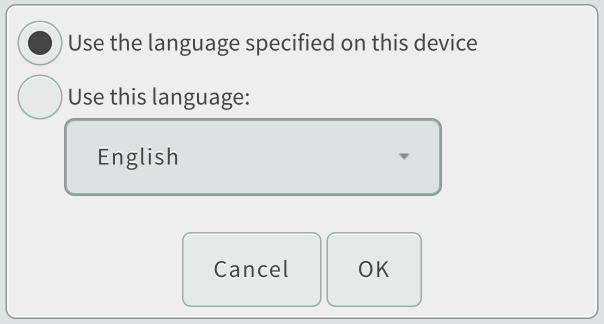 Use the language specified on this device
Use this language:
English
Cancel
OK